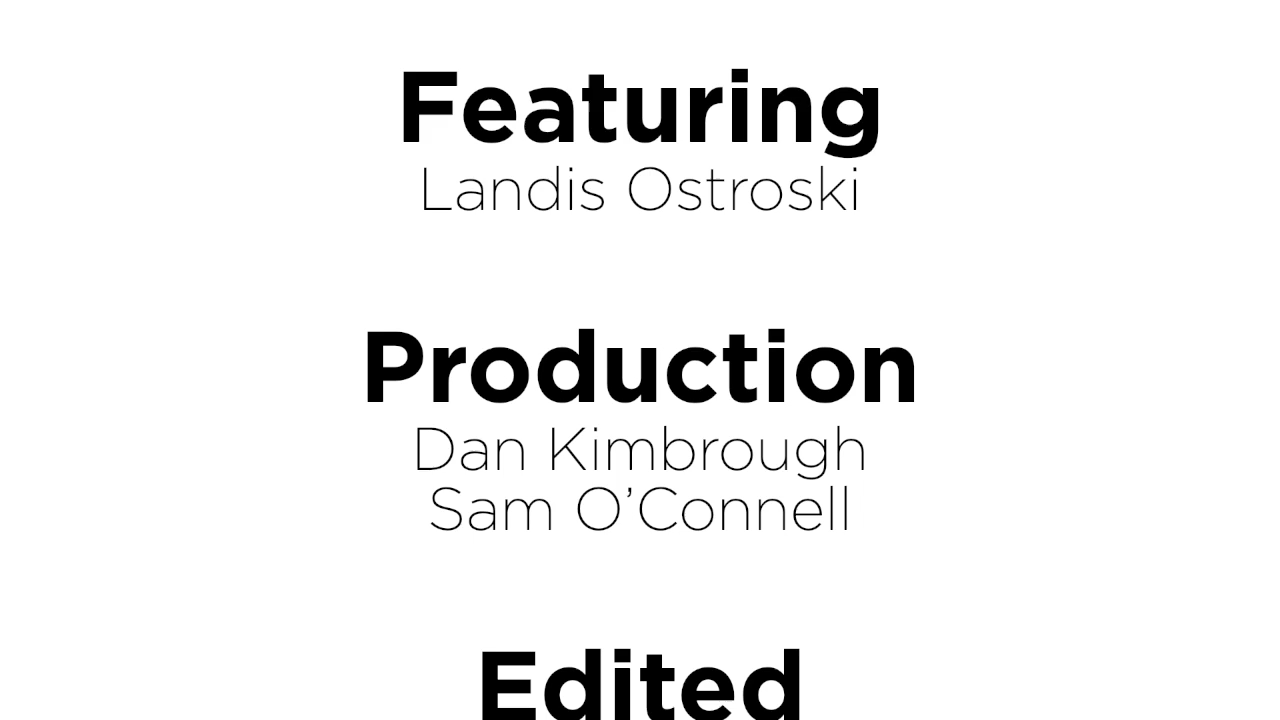 Featuring
Landis Ostroski
Production
Dan Kimbrough
Sam O’Connell
Edited